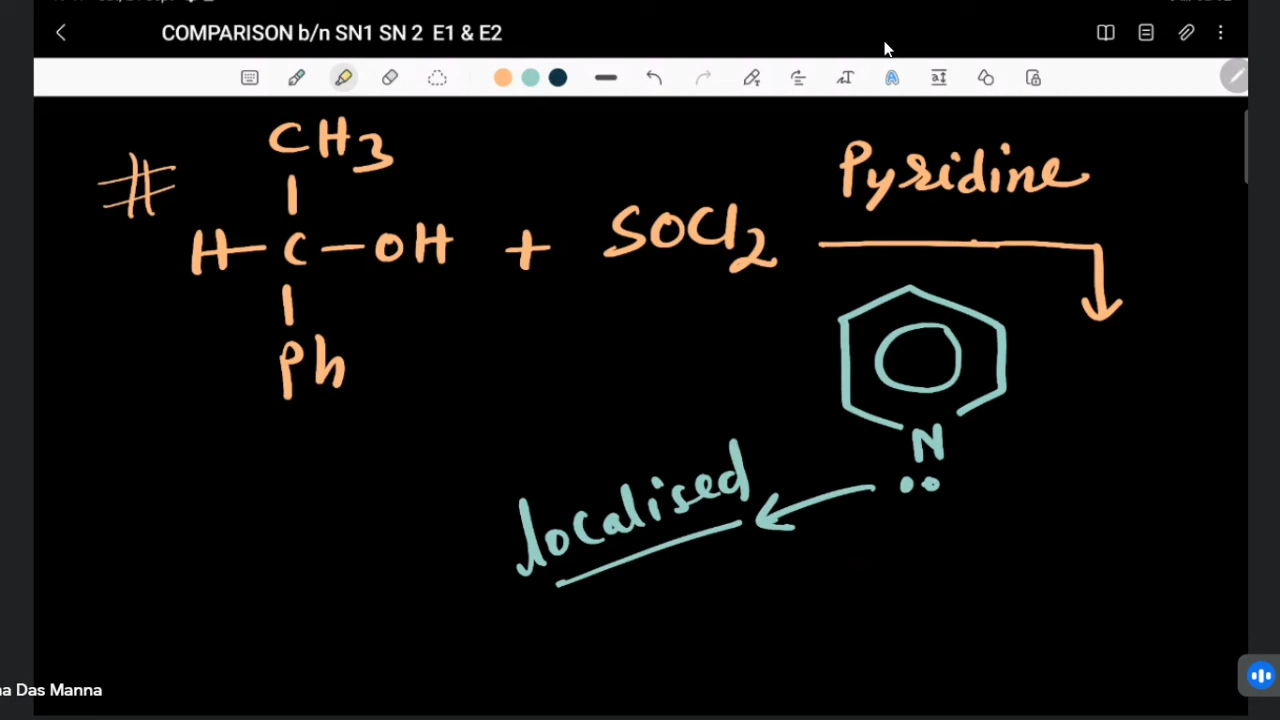 COMPARISON b/n SN1 SN 2 E1 & E2
#
CH3
H-C-OH + SOCl2
Ph
Pyridine
N
localised
a Das Manna